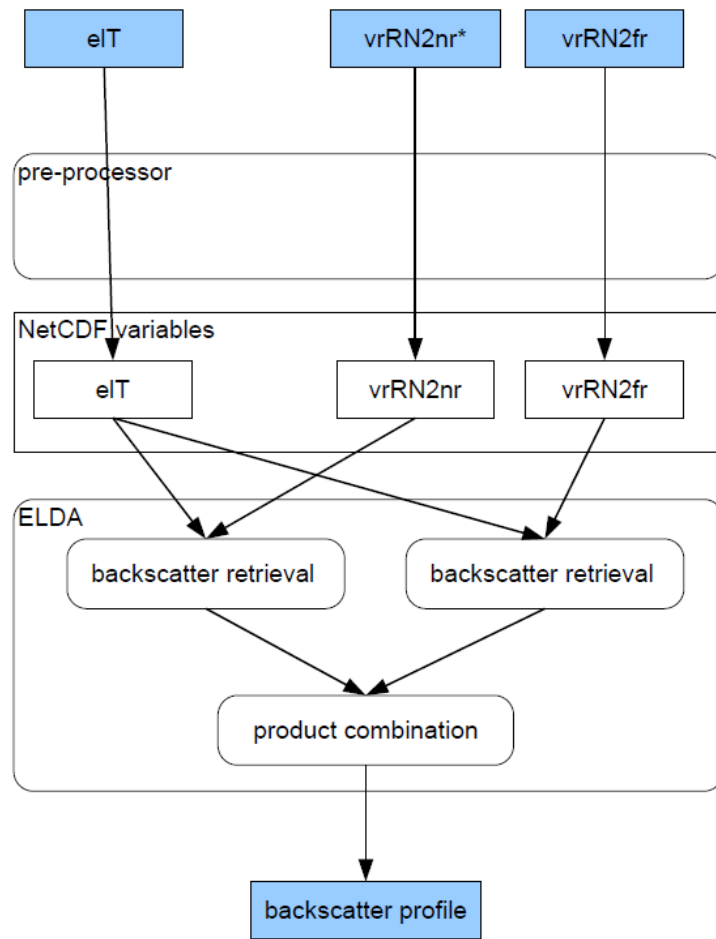 elT
vrRN2nr*
vrRN2fr
pre-processor
NetCDF variables
elT
vrRN2nr
vrRN2fr
ELDA
backscatter retrieval
backscatter retrieval
product combination
backscatter profile